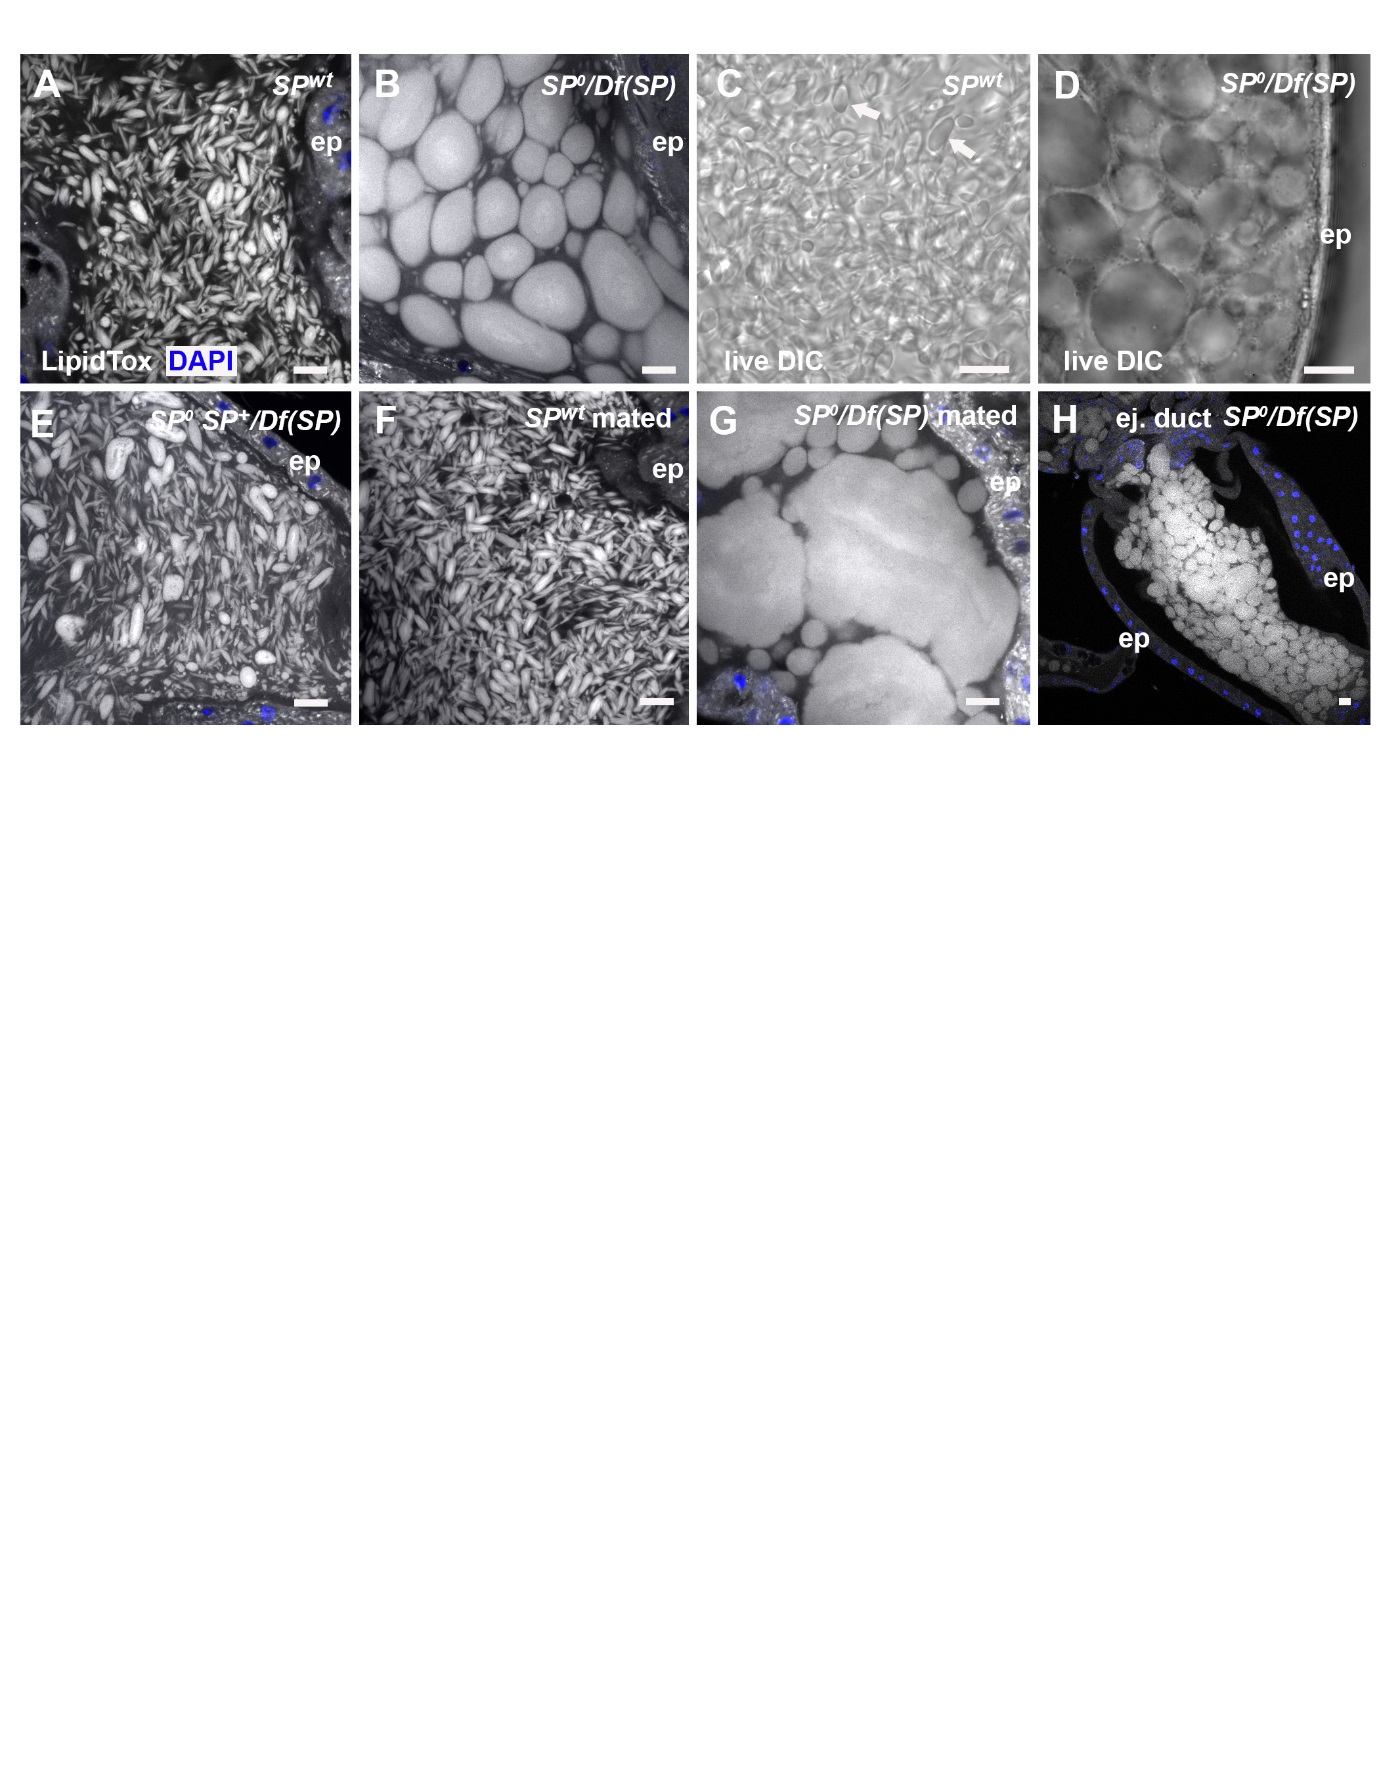 A SPwt
ep
LipidTox DAPI
B SP0/Df(SP)
ep
C SPwt
live DIC
D SP0/Df(SP)
ep
live DIC
E SP0 SP+/Df(SP)
ep
F SPwt mated
ep
G SP0/Df(SP) mated
ep
H ej. duct SP0/Df(SP)
ep
ep